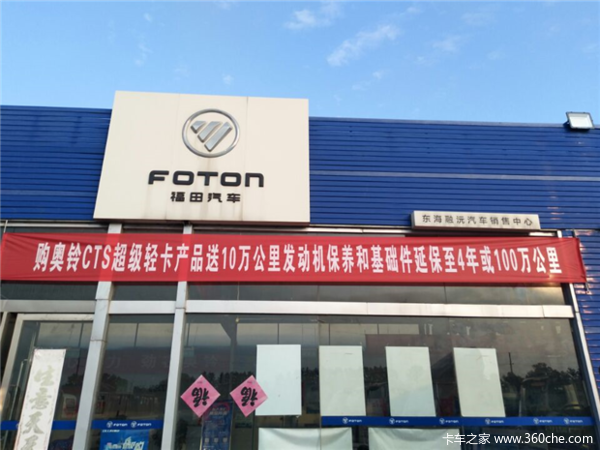 FOTON
福田汽车
东海融沃汽车销售中心
购奥铃CTS超级轻卡产品送10万公里发动机保养和基础件延保至4年或100万公里
福
福
卡车之家 www.360che.com